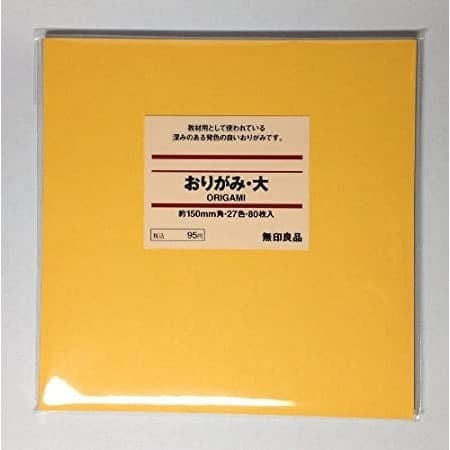 教材用として使われている
深みのある発色の良いおりがみです。
おりがみ・大
ORIGAMI
約150mm角・27色・80枚入
税込 95円
無印良品